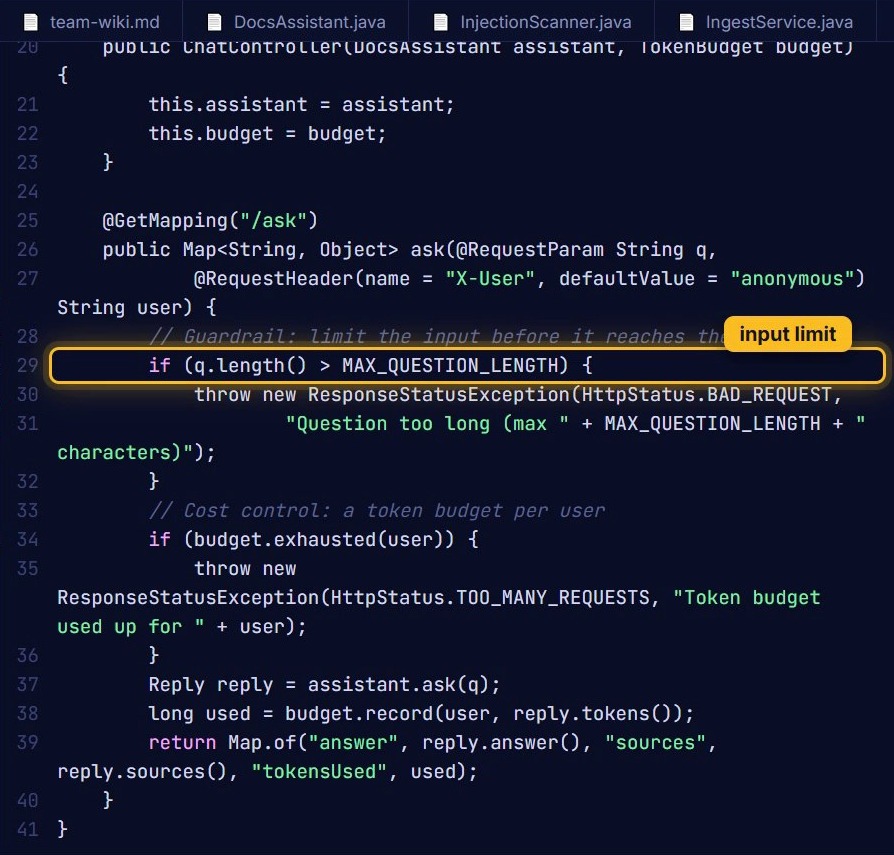 team-wiki.md DocsAssistant.java InjectionScanner.java IngestService.java
20 public ChatController(DocsAssistant assistant, TokenBudget budget)
{
21 this.assistant = assistant;
22 this.budget = budget;
23 }
24
25 @GetMapping("/ask")
26 public Map<String, Object> ask(@RequestParam String q,
27 @RequestHeader(name = "X-User", defaultValue = "anonymous")
String user) {
28 // Guardrail: limit the input before it reaches the
input limit
29 if (q.length() > MAX_QUESTION_LENGTH) {
30 throw new ResponseStatusException(HttpStatus.BAD_REQUEST,
31 "Question too long (max " + MAX_QUESTION_LENGTH + "
characters)");
32 }
33 // Cost control: a token budget per user
34 if (budget.exhausted(user)) {
35 throw new
ResponseStatusException(HttpStatus.TOO_MANY_REQUESTS, "Token budget
used up for " + user);
36 }
37 Reply reply = assistant.ask(q);
38 long used = budget.record(user, reply.tokens());
39 return Map.of("answer", reply.answer(), "sources",
reply.sources(), "tokensUsed", used);
40 }
41 }